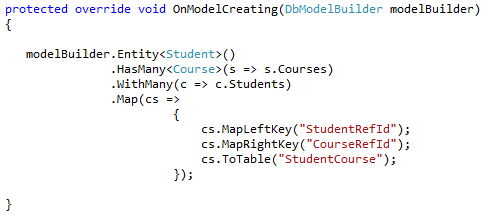 protected override void OnModelCreating(DbModelBuilder modelBuilder)
{
modelBuilder.Entity<Student>()
.HasMany<Course>(s => s.Courses)
.WithMany(c => c.Students)
.Map(cs =>
{
cs.MapLeftKey("StudentRefId");
cs.MapRightKey("CourseRefId");
cs.ToTable("StudentCourse");
});
}